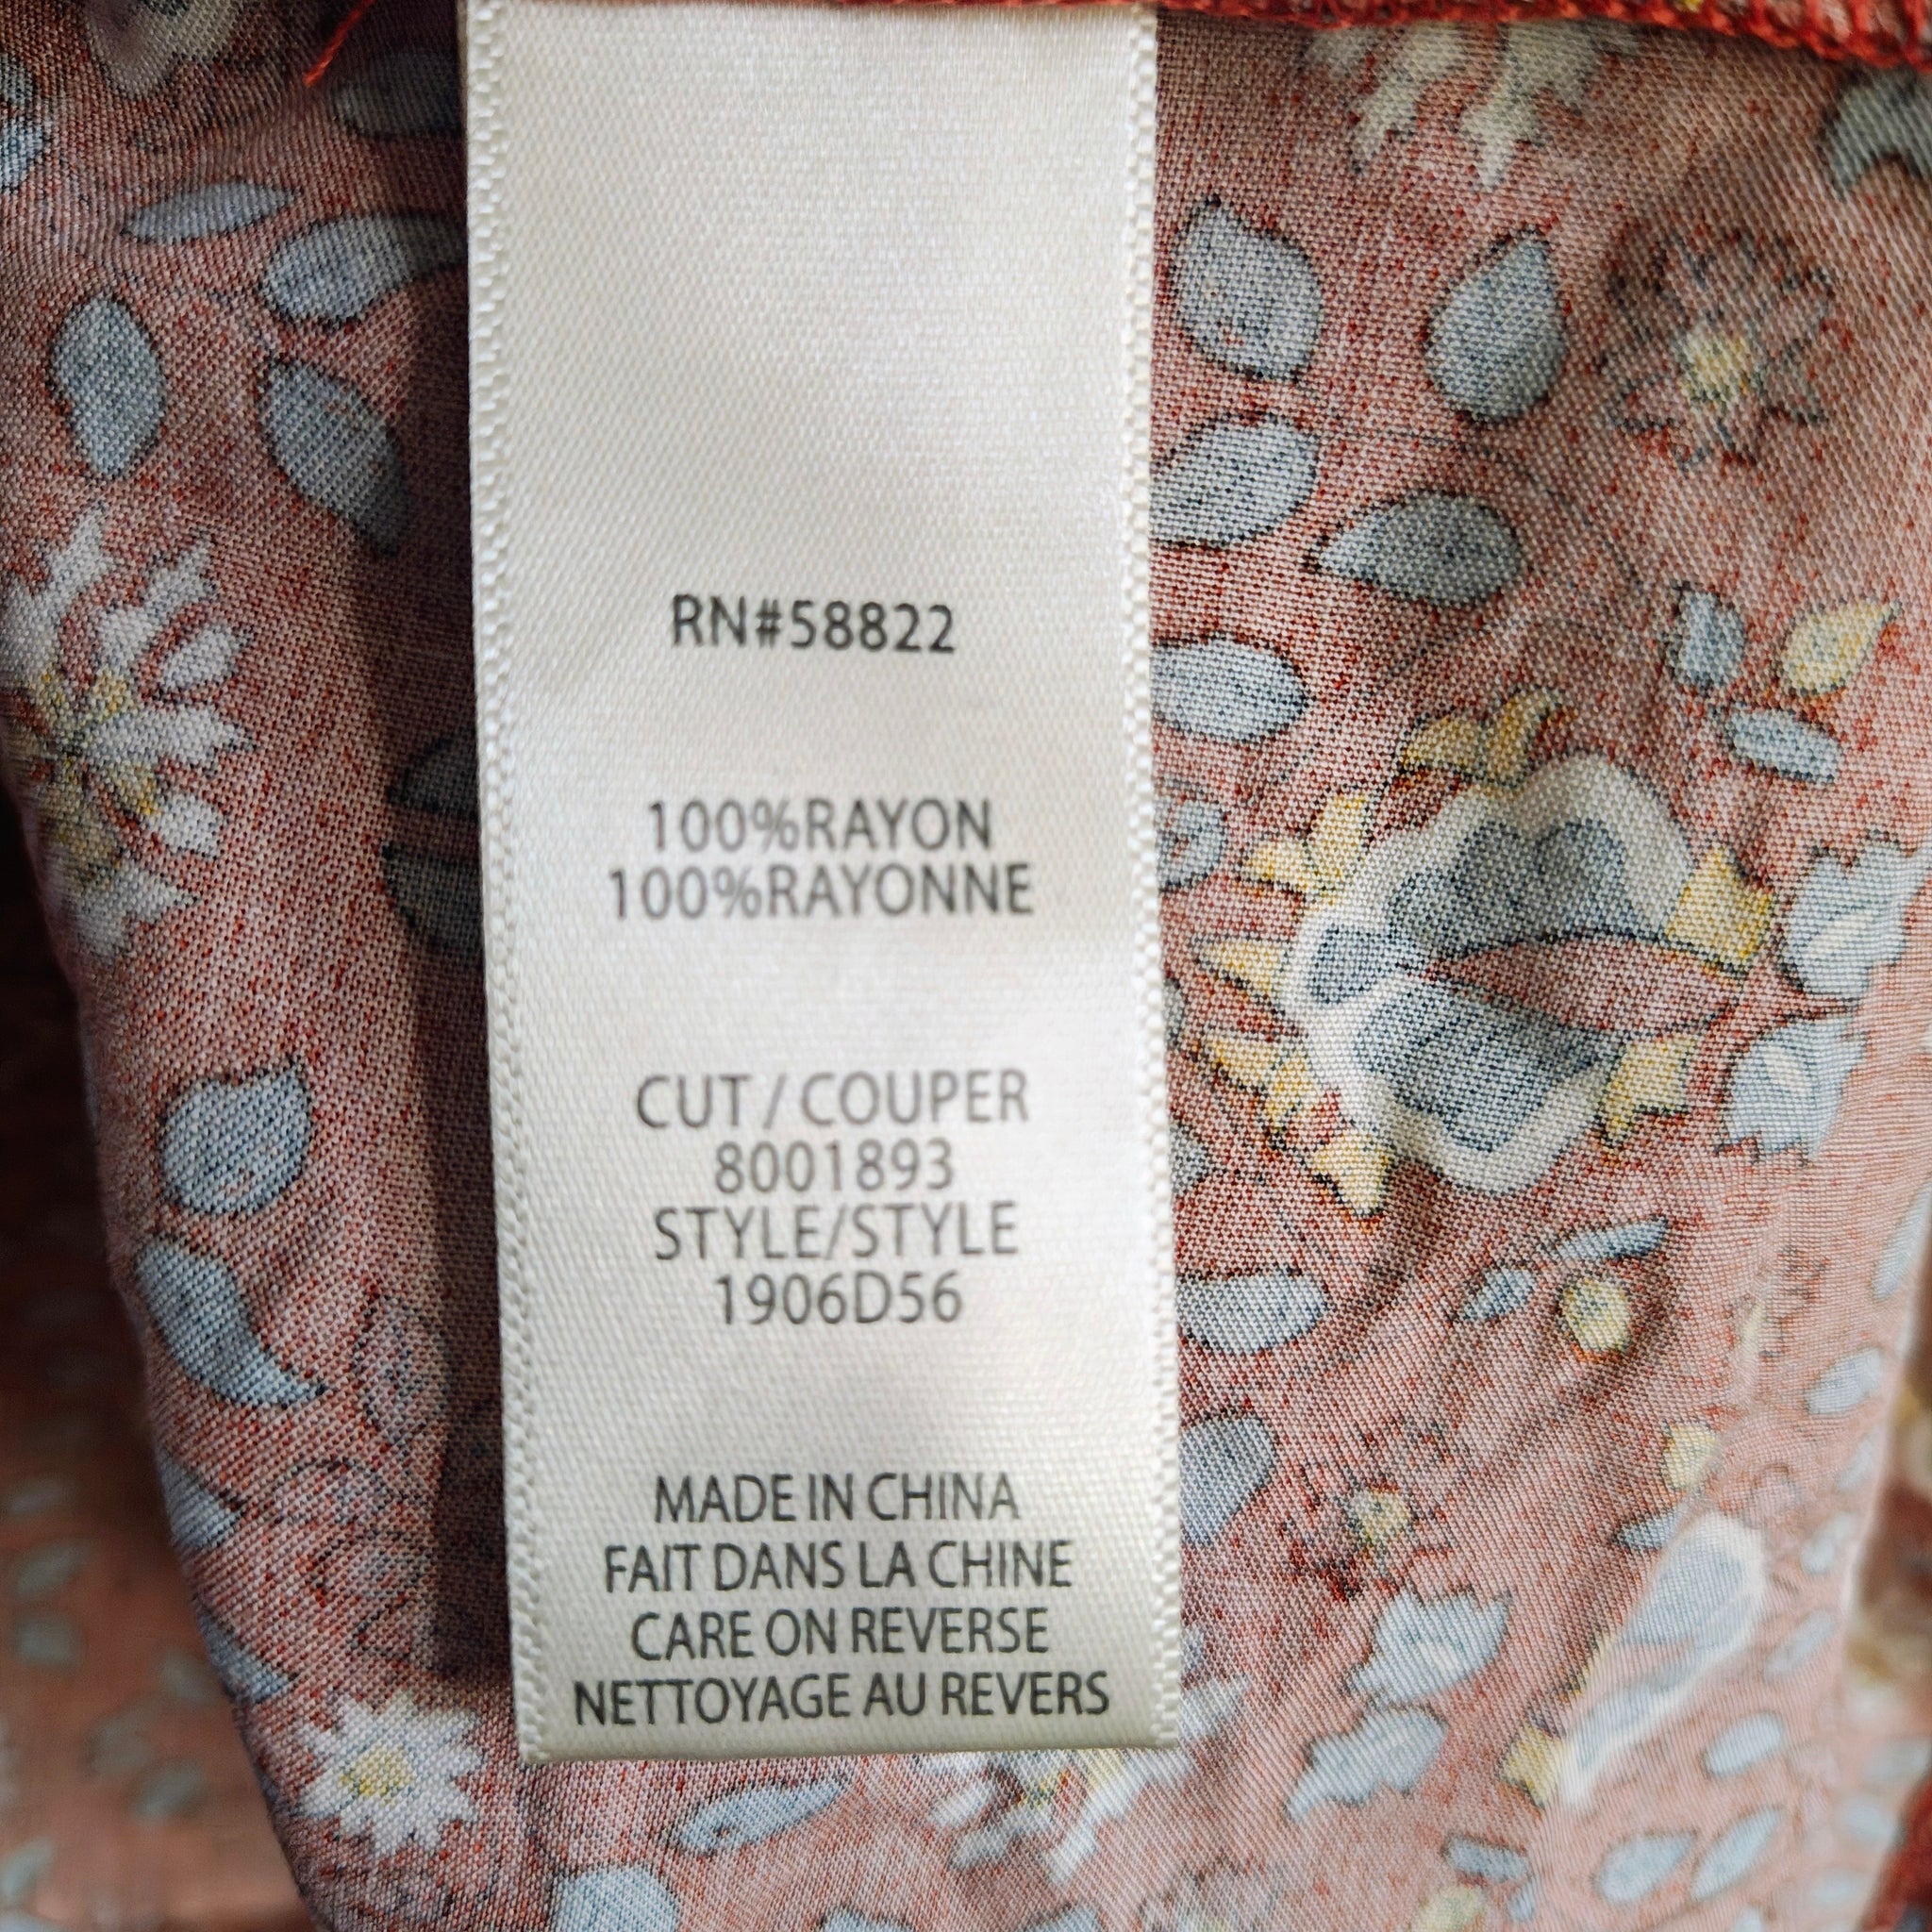 RN#58822
100%RAYON
100%RAYONNE
CUT / COUPER
8001893
STYLE/STYLE
1906D56
MADE IN CHINA
FAIT DANS LA CHINE
CARE ON REVERSE
NETTOYAGE AU REVERS